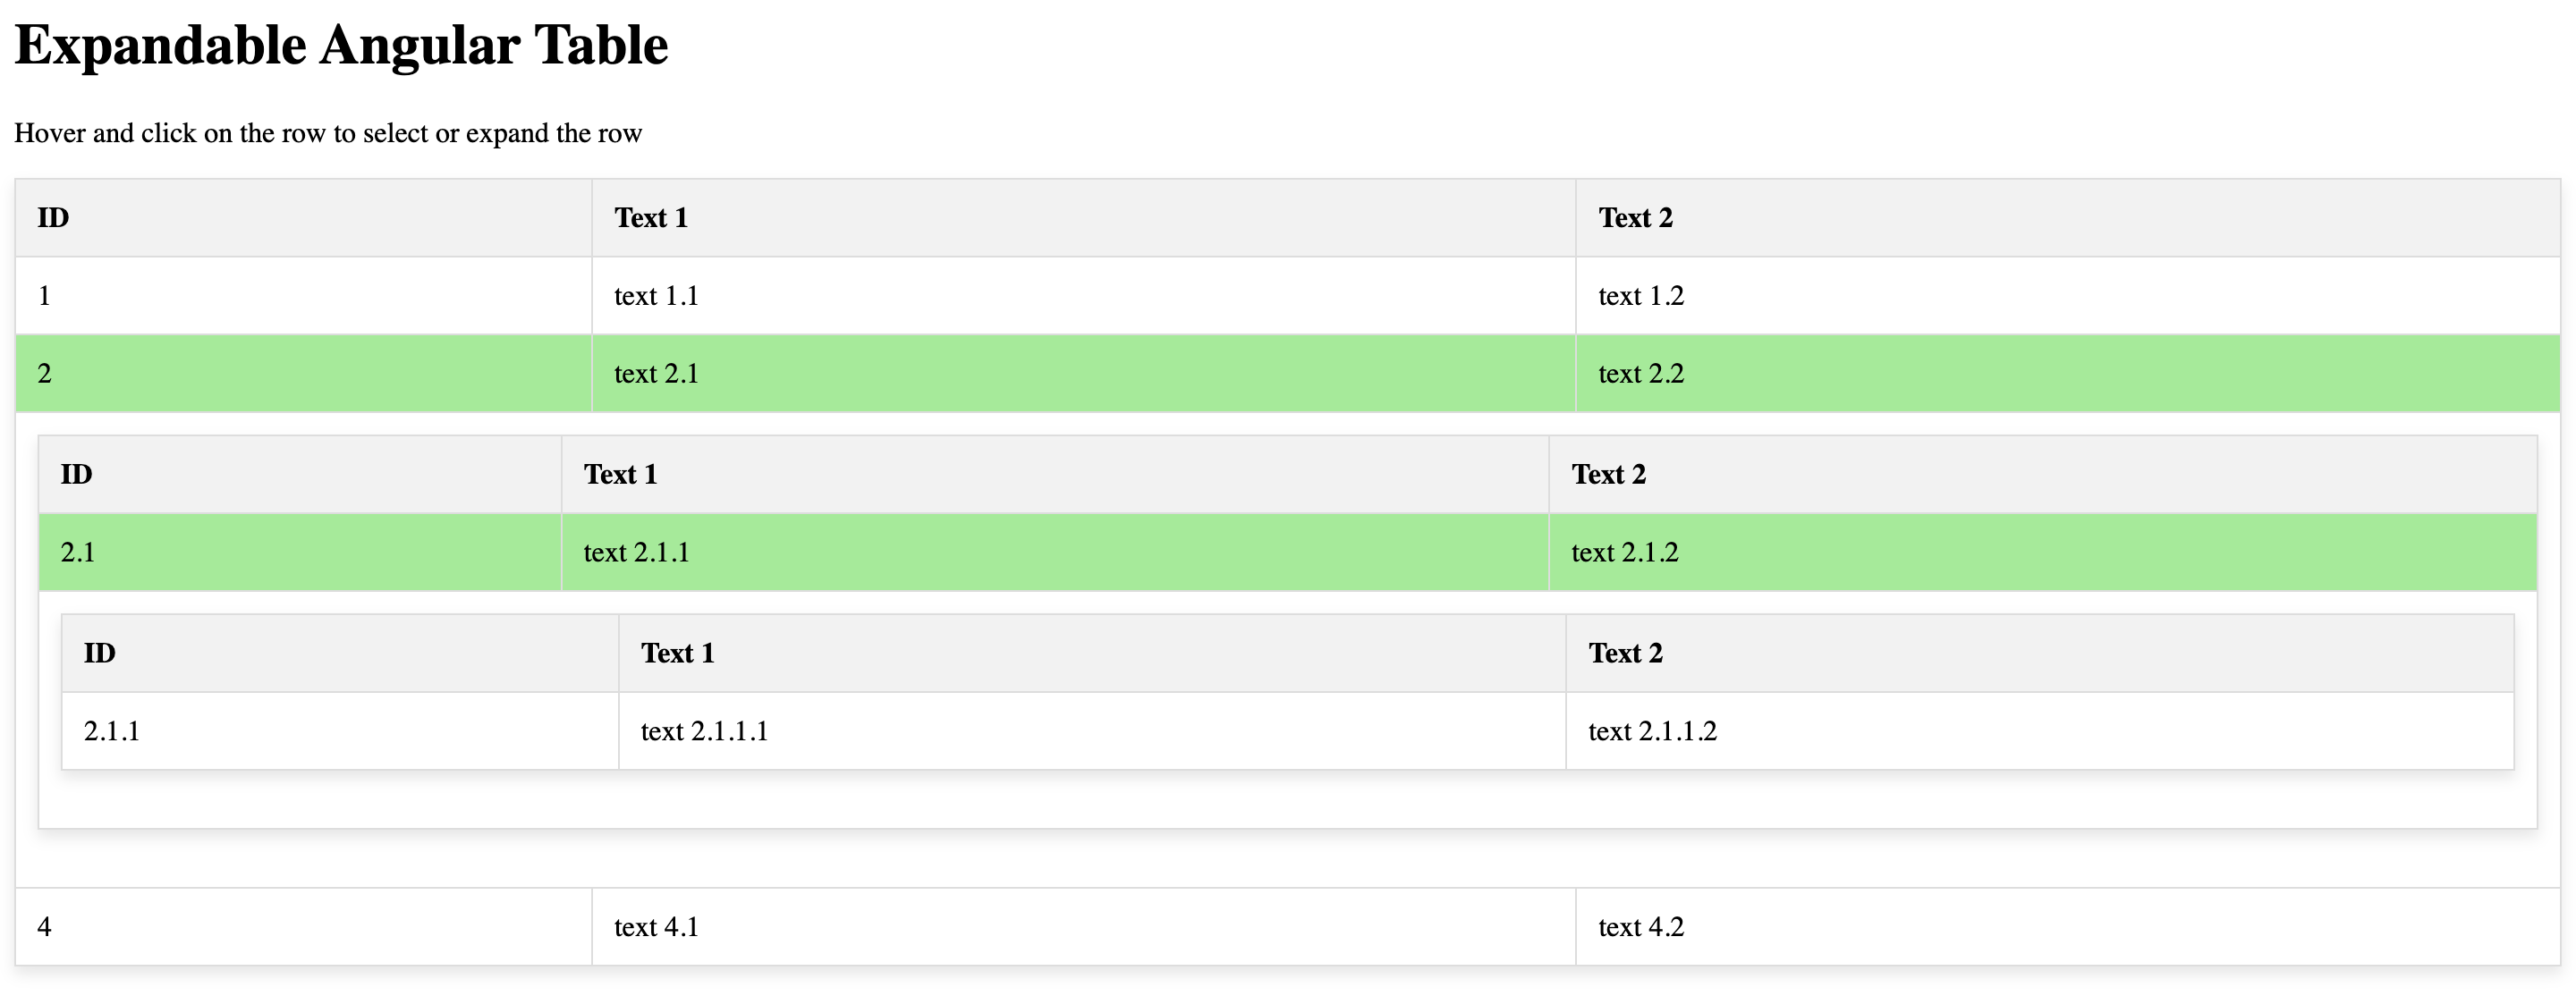 Expandable Angular Table
Hover and click on the row to select or expand the row
ID Text 1 Text 2
1 text 1.1 text 1.2
2 text 2.1 text 2.2
ID Text 1 Text 2
2.1 text 2.1.1 text 2.1.2
ID Text 1 Text 2
2.1.1 text 2.1.1.1 text 2.1.1.2
4 text 4.1 text 4.2